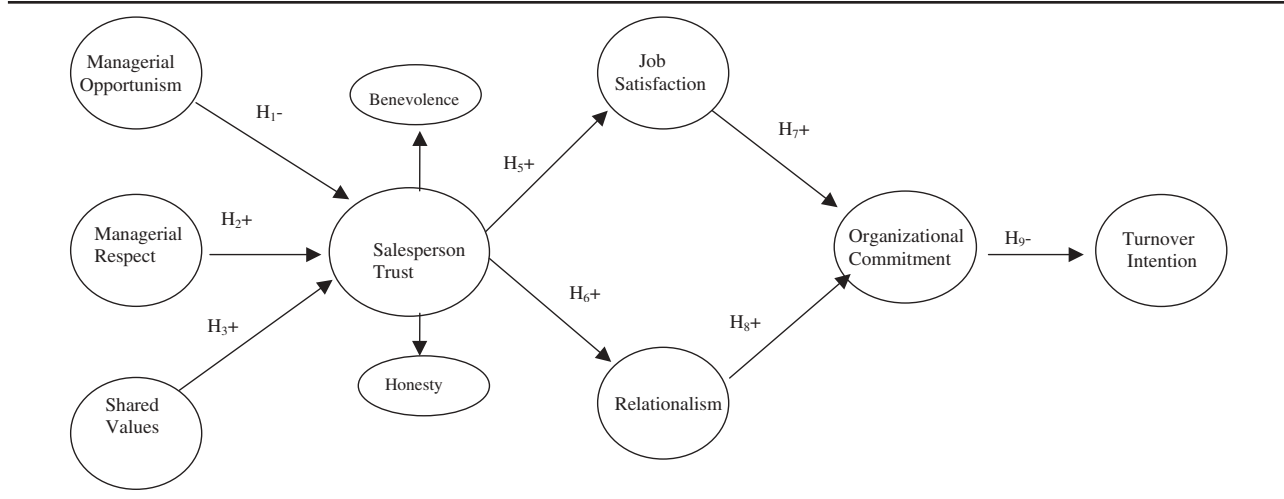 Managerial
Opportunism
H₁-
Benevolence
Job
Satisfaction
H₇+
H₅+
Managerial
Respect
H₂+
Salesperson
Trust
Organizational
Commitment
H₉-
Turnover
Intention
H₆+
H₃+
H₈+
Shared
Values
Honesty
Relationalism